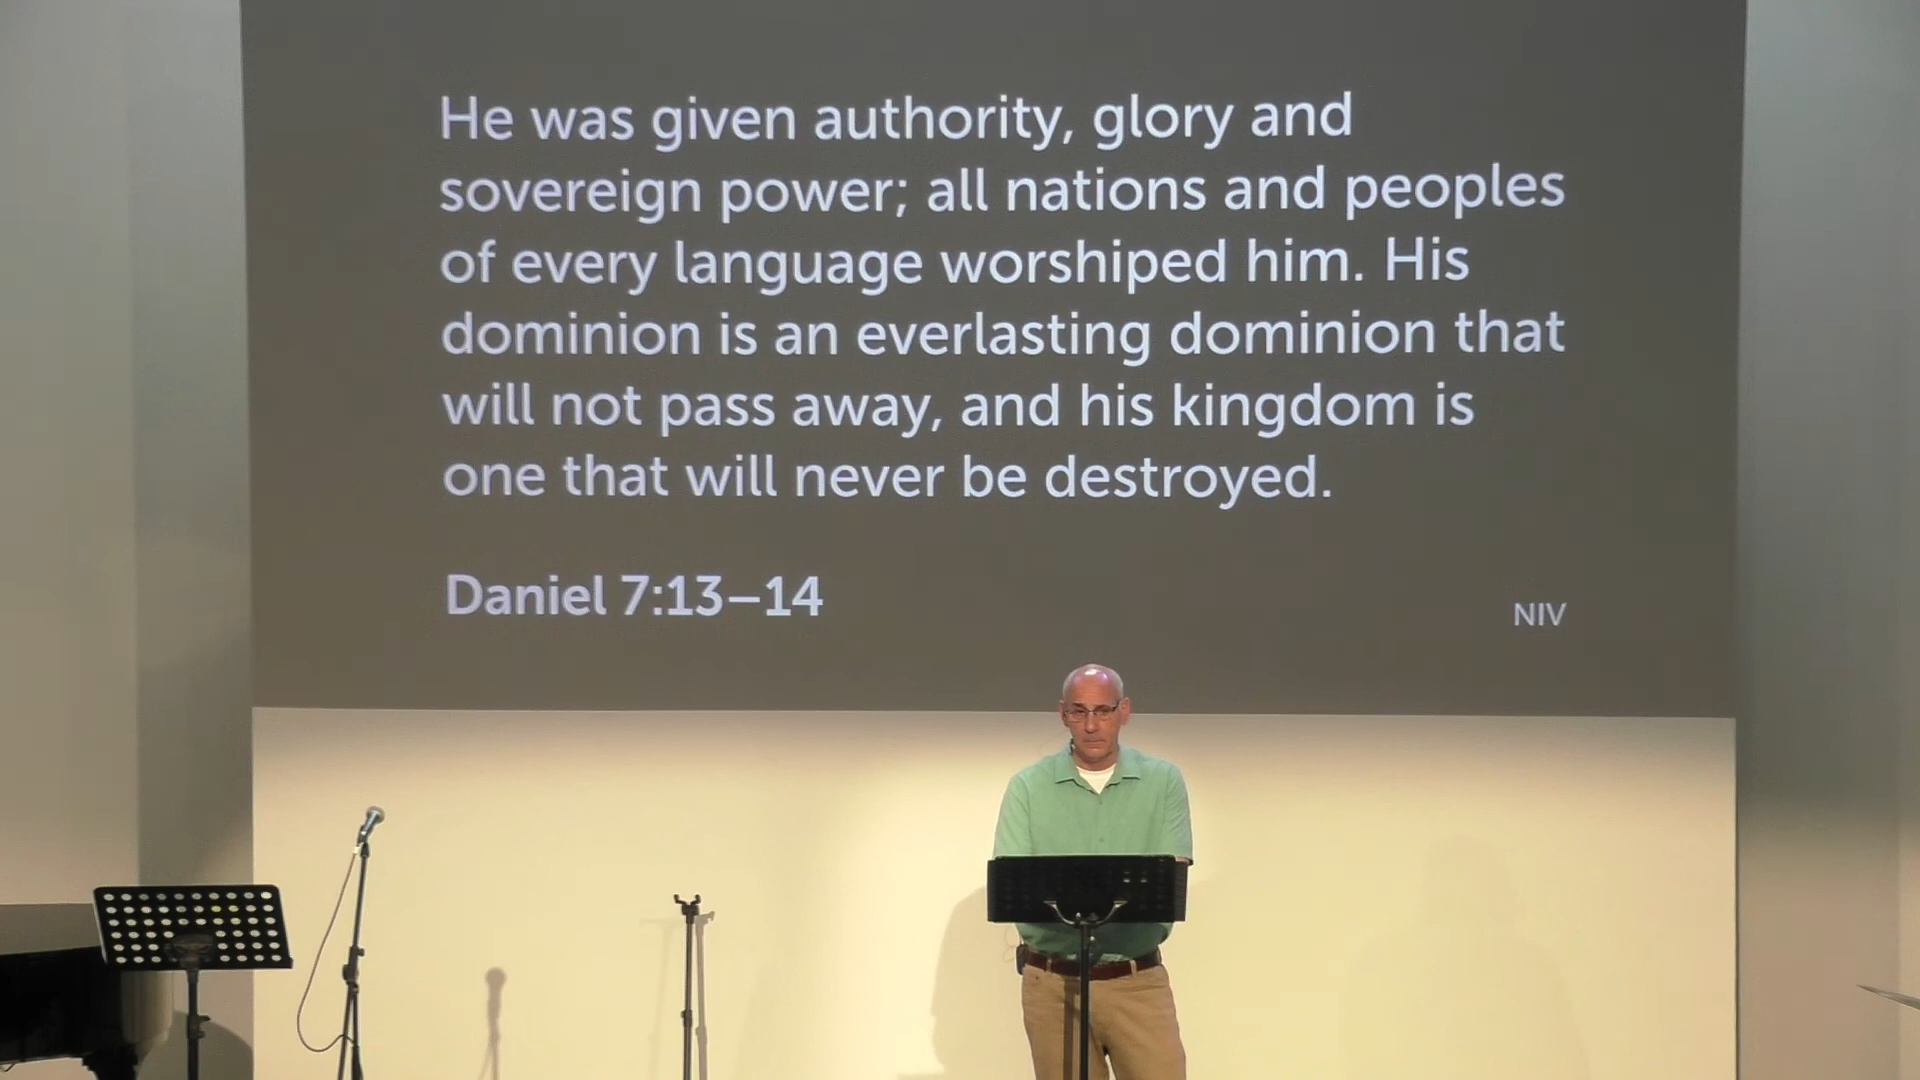 He was given authority, glory and
sovereign power; all nations and peoples
of every language worshiped him. His
dominion is an everlasting dominion that
will not pass away, and his kingdom is
one that will never be destroyed.
Daniel 7:13–14
NIV